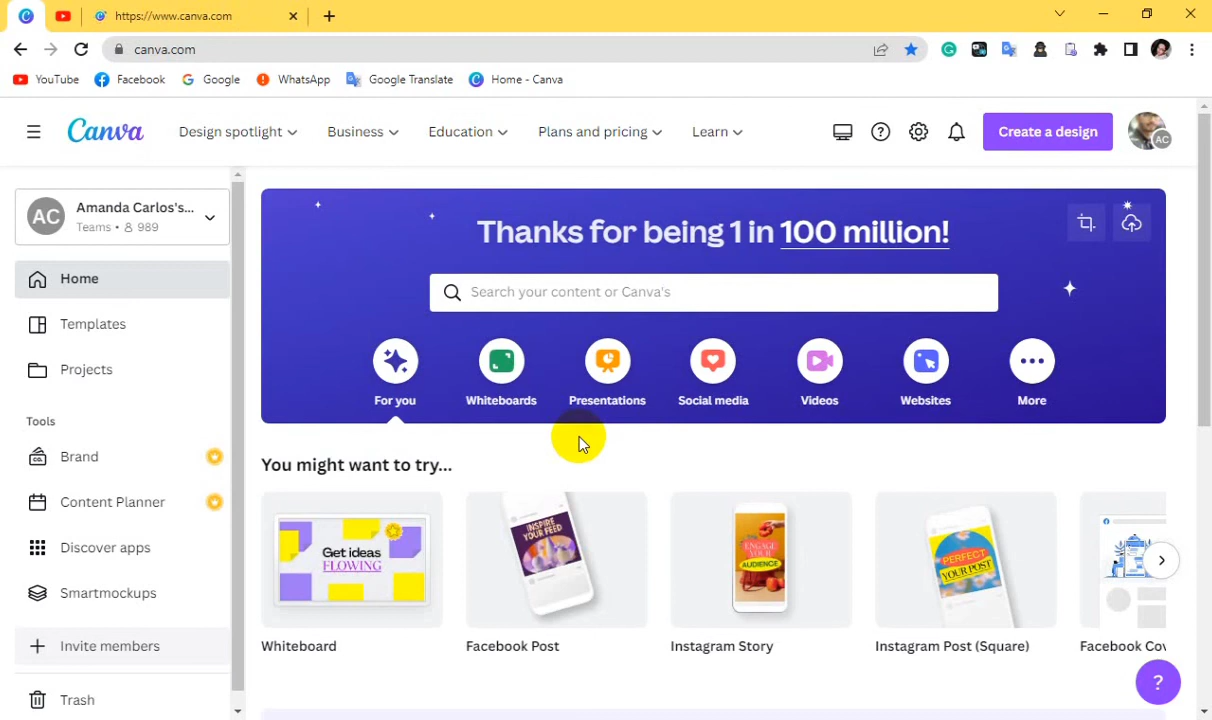 https://www.canva.com
canva.com
YouTube
Facebook
Google
WhatsApp
Google Translate
Home - Canva
Canva
Design spotlight
Business
Education
Plans and pricing
Learn
Create a design
AC
AC
Amanda Carlos's...
Teams • 989
Home
Templates
Projects
Tools
Brand
Content Planner
Discover apps
Smartmockups
Invite members
Trash
Thanks for being 1 in 100 million!
Search your content or Canva's
For you
Whiteboards
Presentations
Social media
Videos
Websites
More
You might want to try...
Get ideas
FLOWING
INSPIRE
YOUR FEED
ENGAGE
YOUR
AUDIENCE
PERFECT
YOUR POST
Whiteboard
Facebook Post
Instagram Story
Instagram Post (Square)
Facebook Cov
?